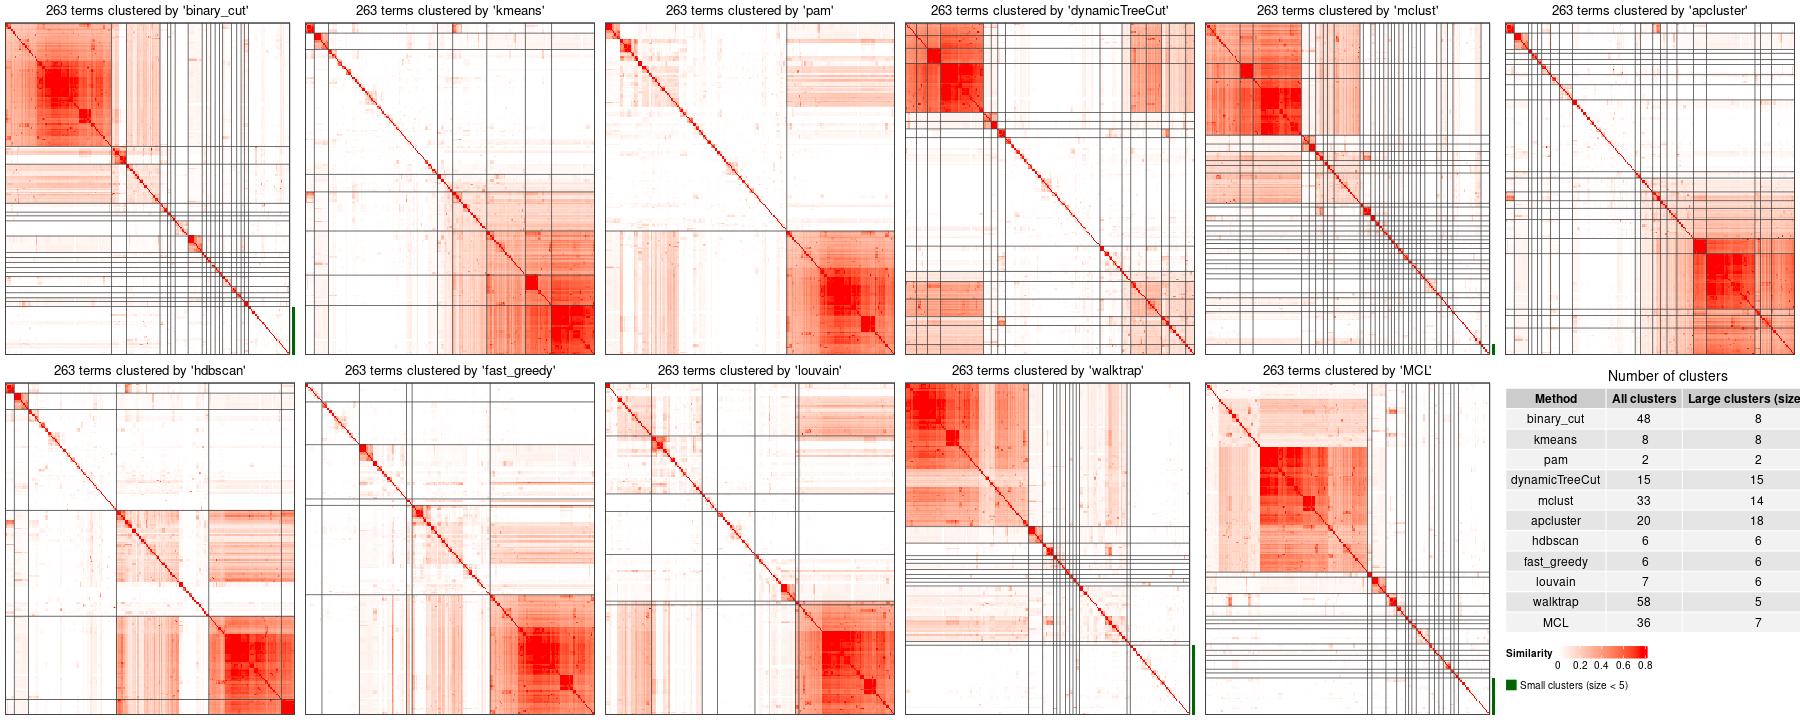 263 terms clustered by 'binary_cut'
263 terms clustered by 'kmeans'
263 terms clustered by 'pam'
263 terms clustered by 'dynamicTreeCut'
263 terms clustered by 'mclust'
263 terms clustered by 'apcluster'
263 terms clustered by 'hdbscan'
263 terms clustered by 'fast_greedy'
263 terms clustered by 'louvain'
263 terms clustered by 'walktrap'
263 terms clustered by 'MCL'
Number of clusters
Method All clusters Large clusters (size
binary_cut 48 8
kmeans 8 8
pam 2 2
dynamicTreeCut 15 15
mclust 33 14
apcluster 20 18
hdbscan 6 6
fast_greedy 6 6
louvain 7 6
walktrap 58 5
MCL 36 7
Similarity
0 0.2 0.4 0.6 0.8
Small clusters (size < 5)